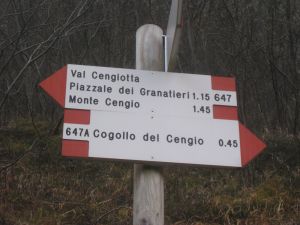 Val Cengiotta
Piazzale dei Granatieri 1.15 647
Monte Cengio 1.45
647A Cogollo del Cengio 0.45